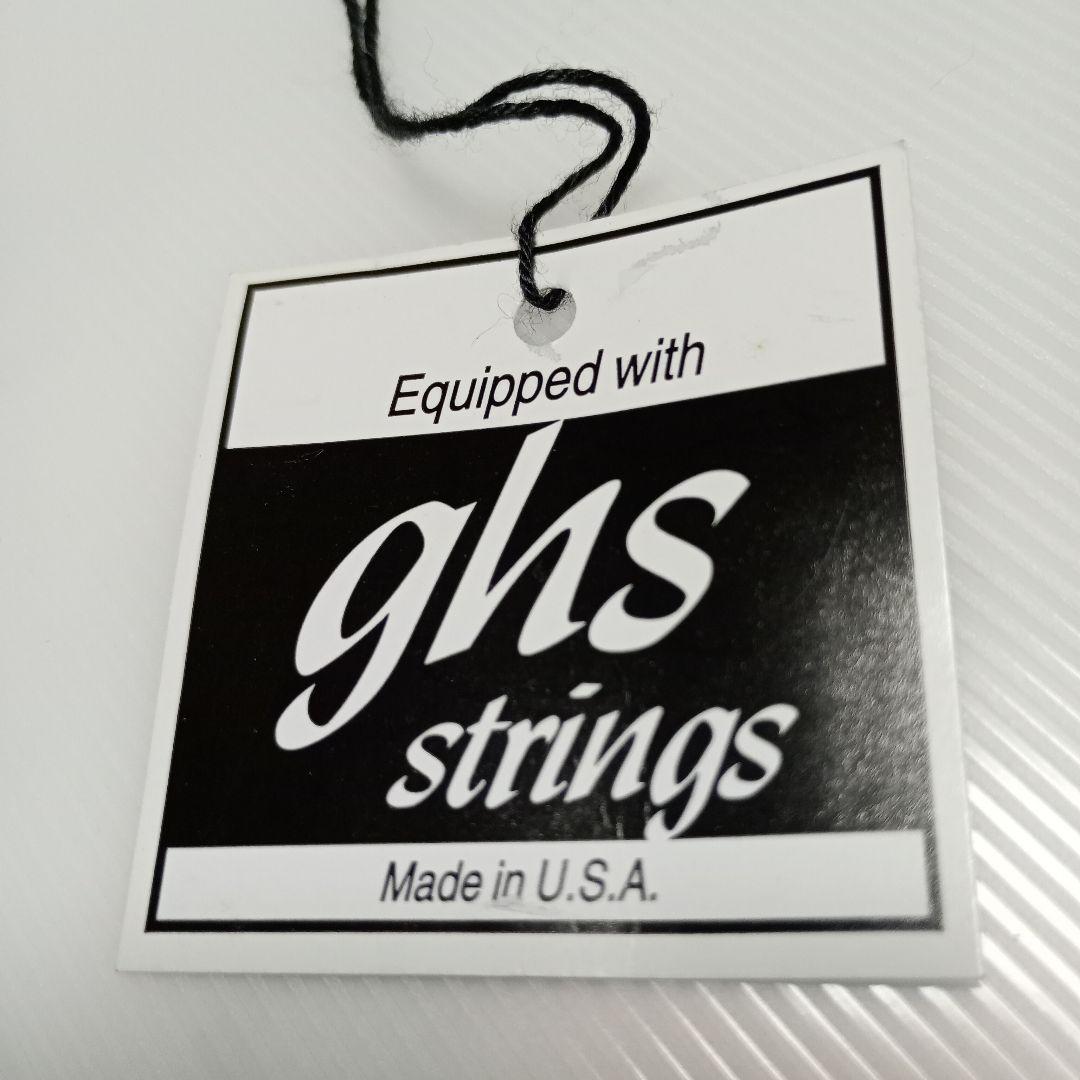 Equipped with
ghs
strings
Made in U.S.A.